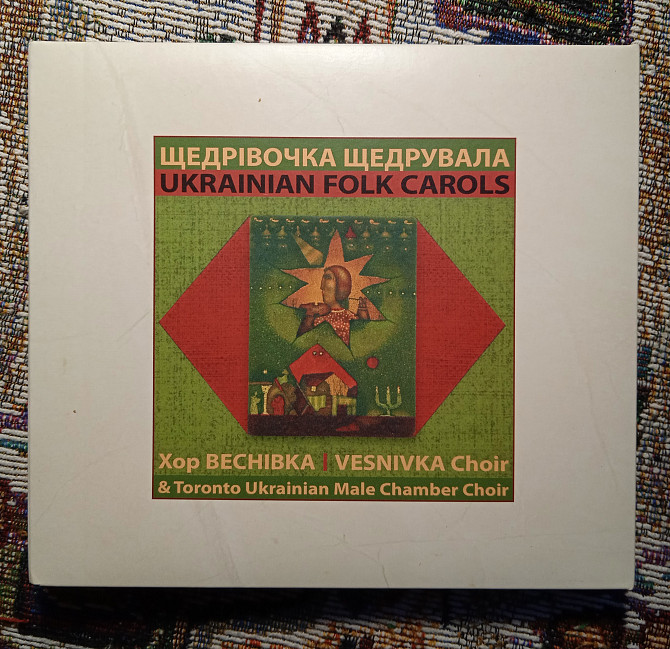 ЩЕДРІВОЧКА ЩЕДРУВАЛА
UKRAINIAN FOLK CAROLS
Хор ВЕСНІВКА | VESNIVKA Choir
& Toronto Ukrainian Male Chamber Choir